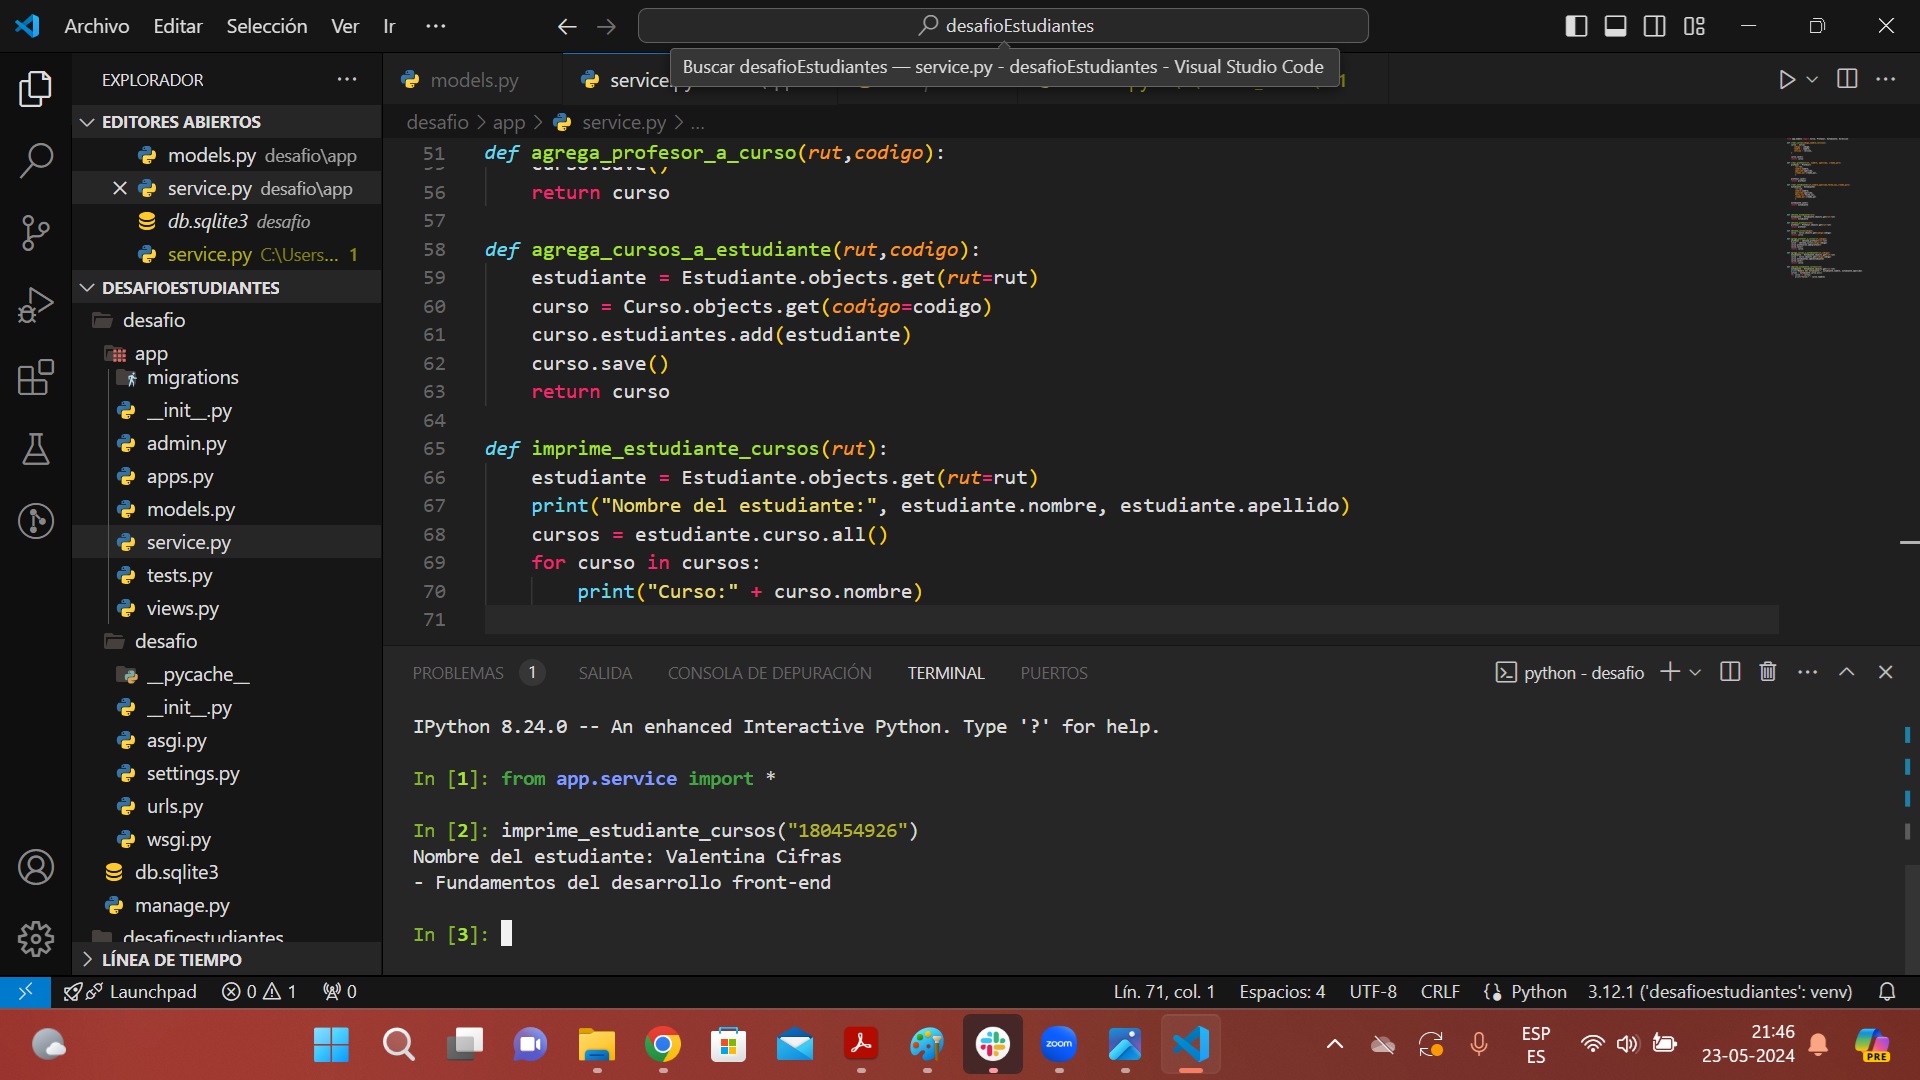 Archivo Editar Selección Ver Ir ···
desafioEstudiantes
Buscar desafioEstudiantes — service.py - desafioEstudiantes - Visual Studio Code
EXPLORADOR
EDITORES ABIERTOS
models.py desafio\app
service.py desafio\app
db.sqlite3 desafio
service.py C:\Users... 1
DESAFIOESTUDIANTES
desafio
app
migrations
__init__.py
admin.py
apps.py
models.py
service.py
tests.py
views.py
desafio
__pycache__
__init__.py
asgi.py
settings.py
urls.py
wsgi.py
db.sqlite3
manage.py
desafioestudiantes
LÍNEA DE TIEMPO
models.py
desafio > app > service.py > ...
51 def agrega_profesor_a_curso(rut,codigo):
curso.save()
56 return curso
57
58 def agrega_cursos_a_estudiante(rut,codigo):
59 estudiante = Estudiante.objects.get(rut=rut)
60 curso = Curso.objects.get(codigo=codigo)
61 curso.estudiantes.add(estudiante)
62 curso.save()
63 return curso
64
65 def imprime_estudiante_cursos(rut):
66 estudiante = Estudiante.objects.get(rut=rut)
67 print("Nombre del estudiante:", estudiante.nombre, estudiante.apellido)
68 cursos = estudiante.curso.all()
69 for curso in cursos:
70 print("Curso:" + curso.nombre)
71
PROBLEMAS 1 SALIDA CONSOLA DE DEPURACIÓN TERMINAL PUERTOS
python - desafio
IPython 8.24.0 -- An enhanced Interactive Python. Type '?' for help.
In [1]: from app.service import *
In [2]: imprime_estudiante_cursos("180454926")
Nombre del estudiante: Valentina Cifras
- Fundamentos del desarrollo front-end
In [3]:
Launchpad 0 1 0
Lín. 71, col. 1 Espacios: 4 UTF-8 CRLF Python 3.12.1 ('desafioestudiantes': venv)
zoom
ESP
ES
21:46
23-05-2024
PRE